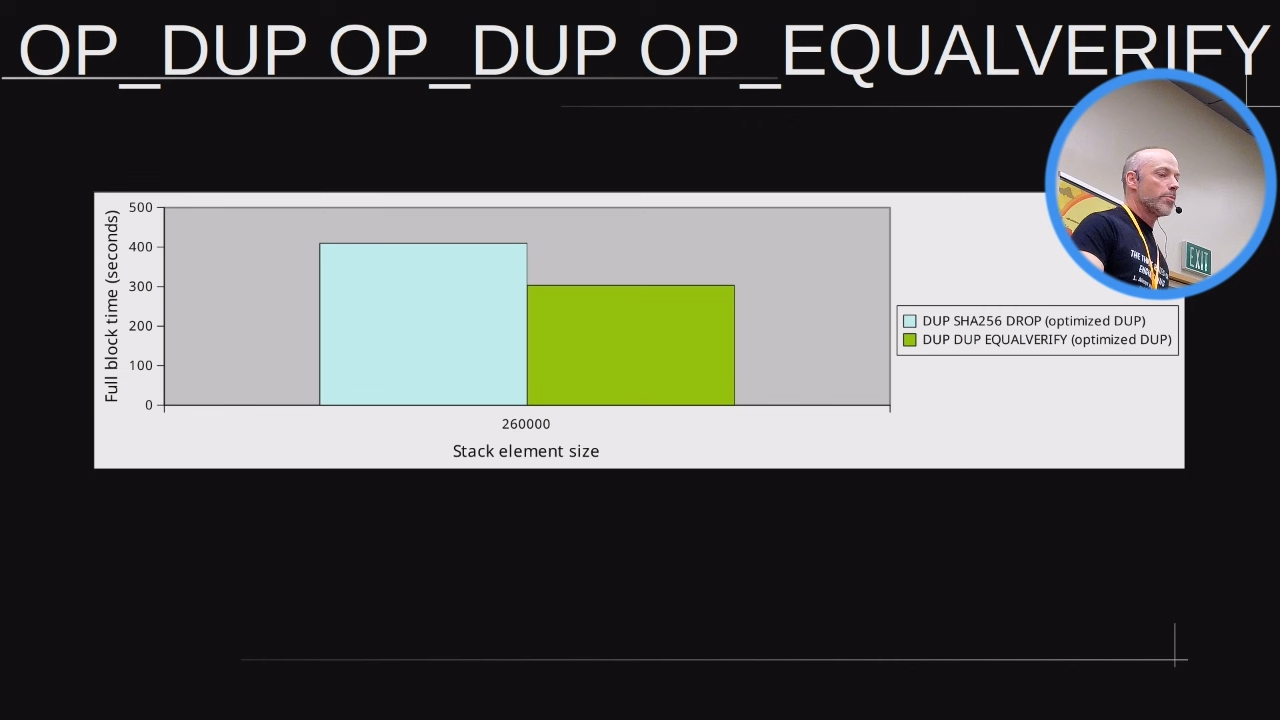 OP_DUP OP_DUP OP_EQUALVERIFY
Full block time (seconds)
500
400
300
200
100
0
260000
Stack element size
DUP SHA256 DROP (optimized DUP)
DUP DUP EQUALVERIFY (optimized DUP)
EXIT